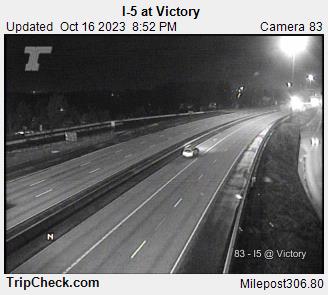 I-5 at Victory
Updated Oct 16 2023 8:52 PM Camera 83
T
N
83 - I5 @ Victory
TripCheck.com Milepost306.80